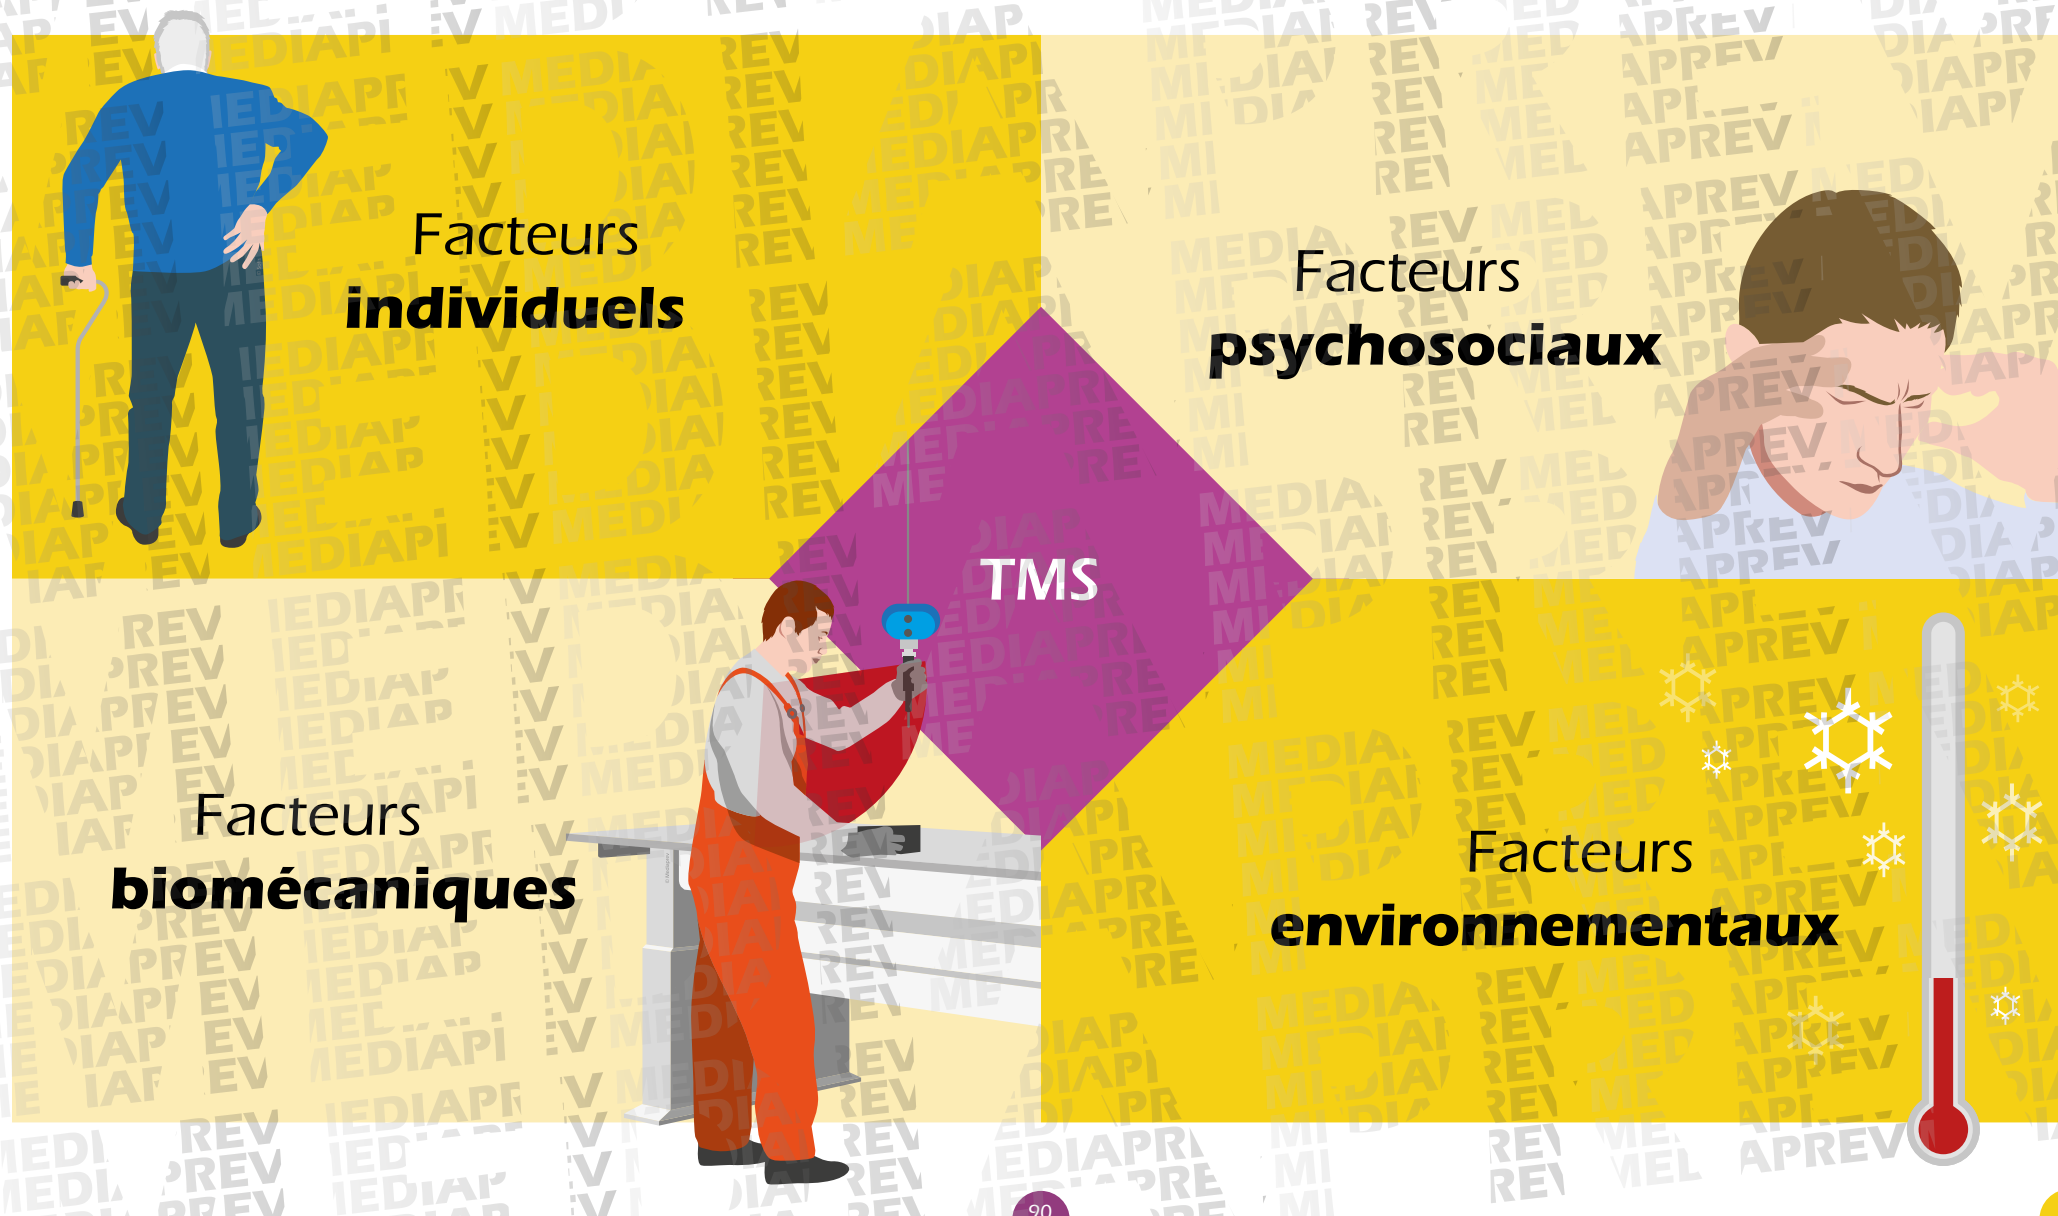 Facteurs
individuels
Facteurs
psychosociaux
TMS
Facteurs
biomécaniques
Facteurs
environnementaux
90